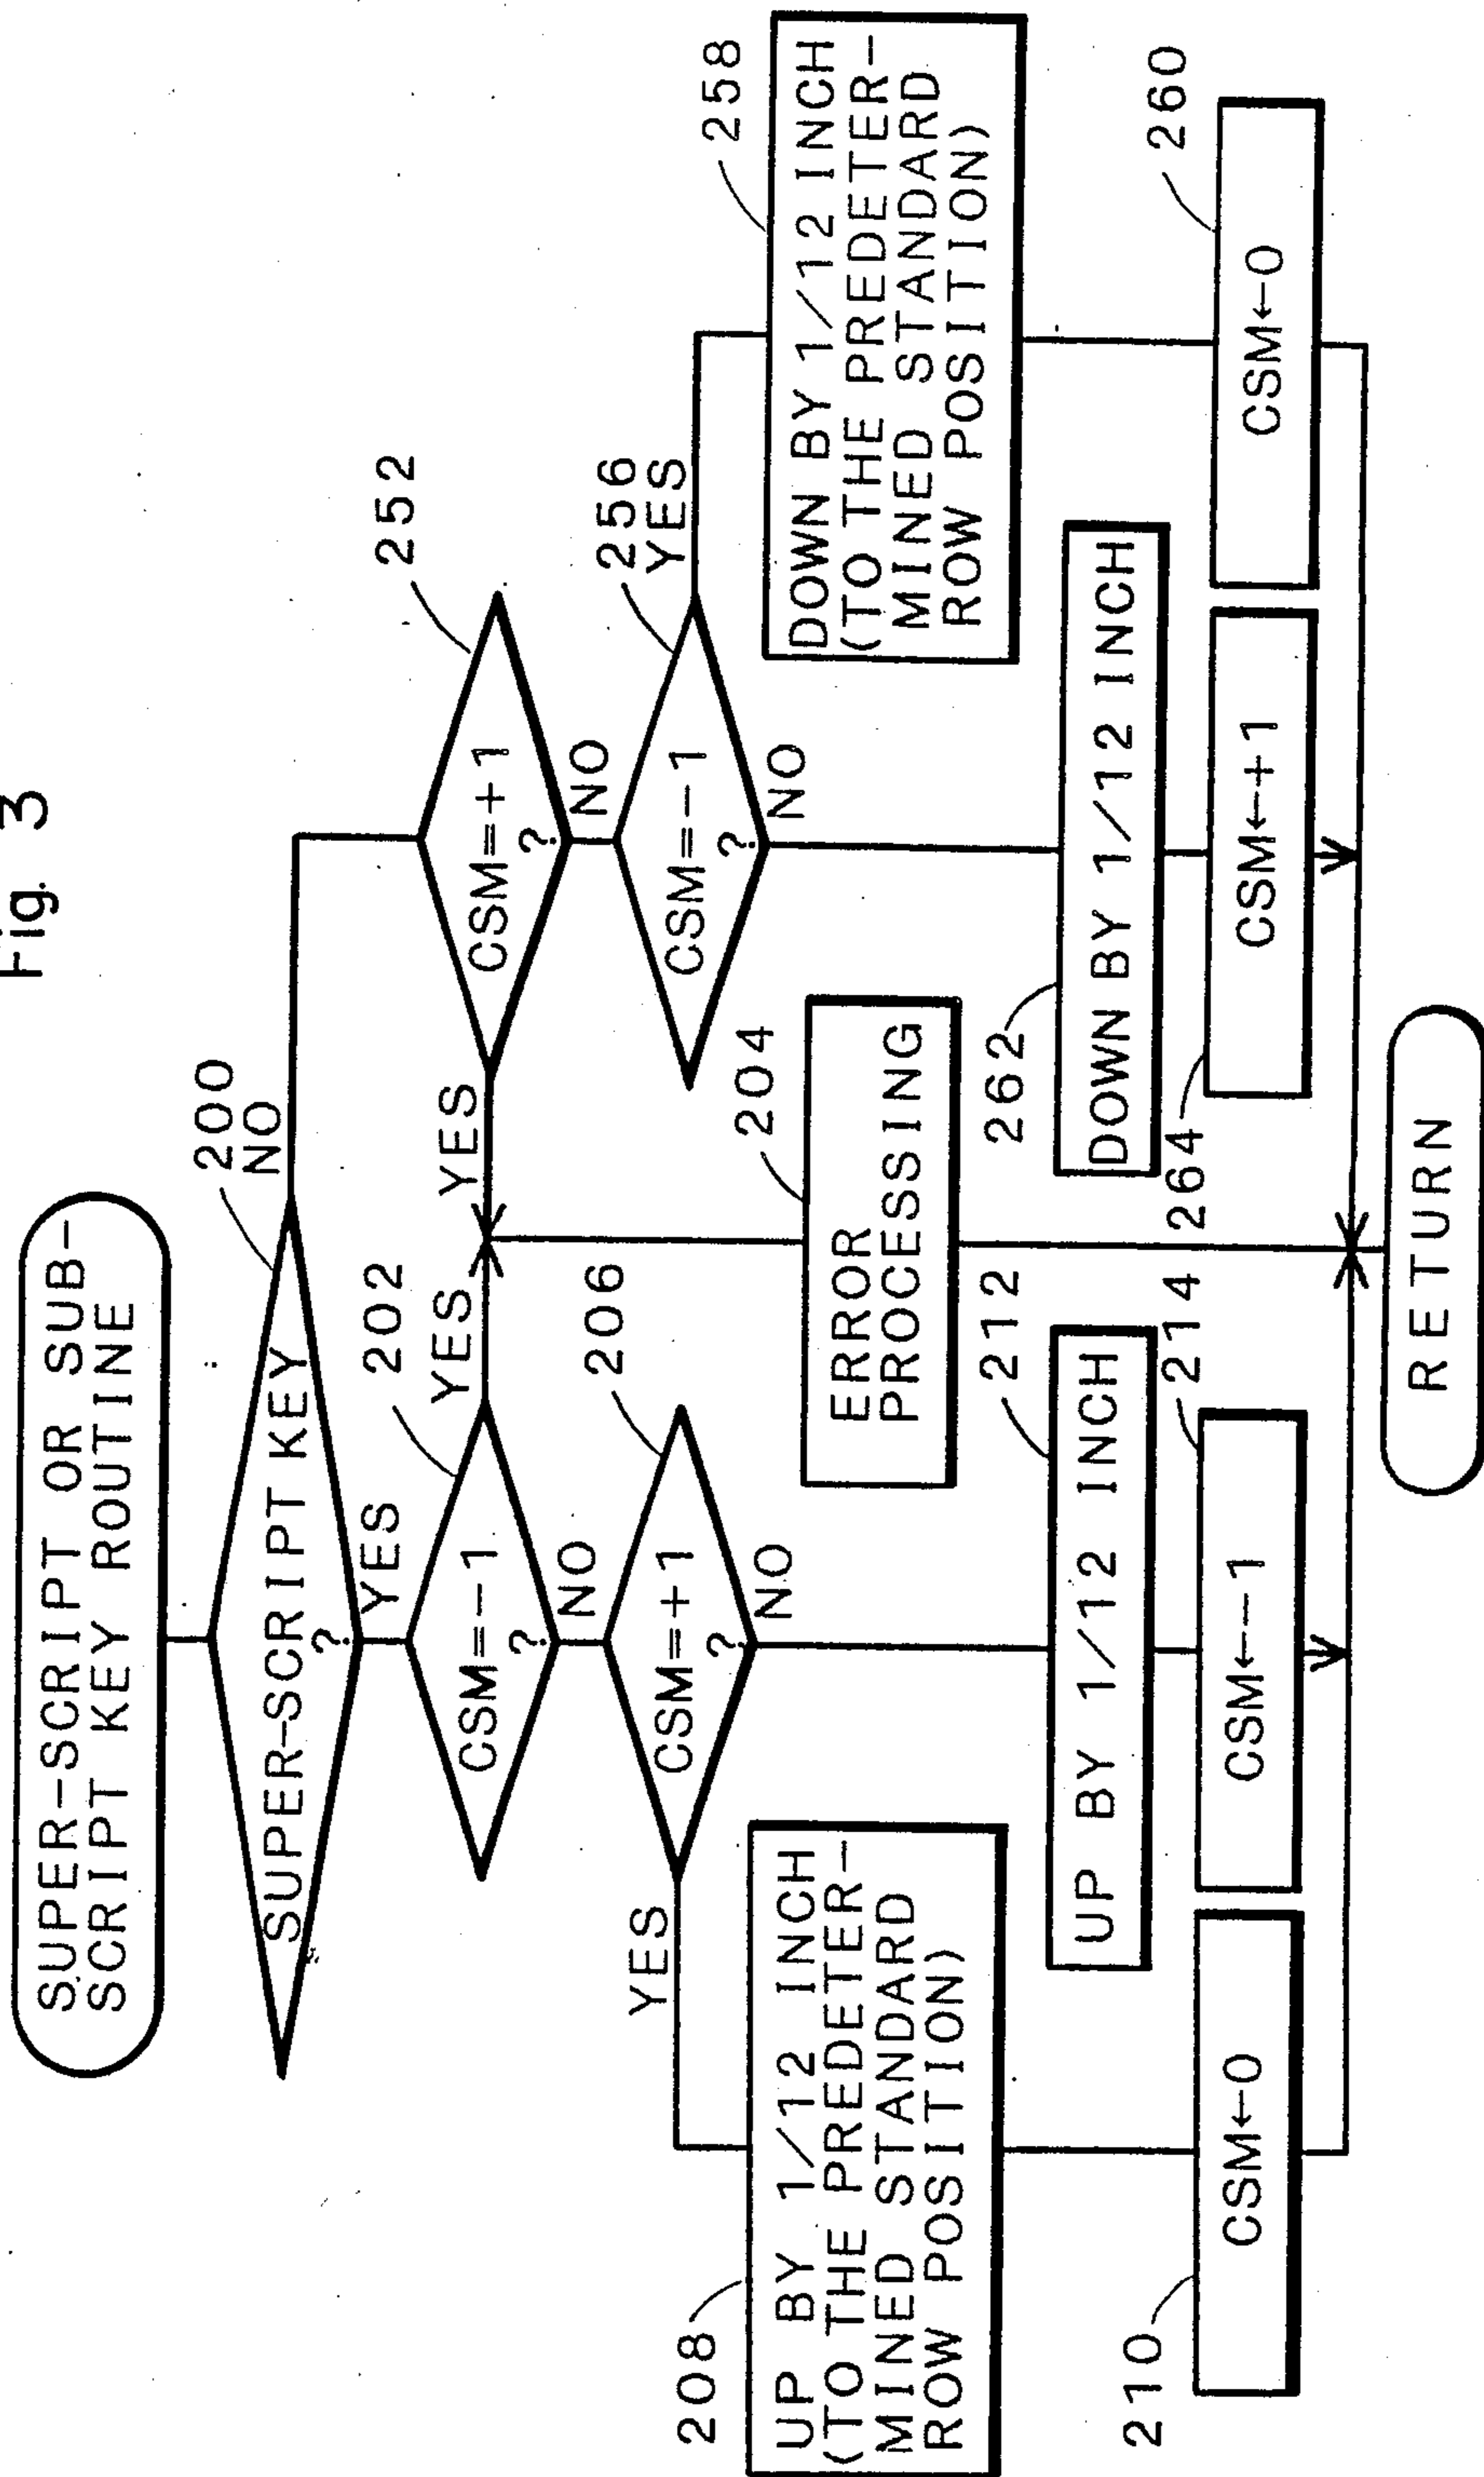 Fig. 3
SUPER-SCRIPT OR SUB-
SCRIPT KEY ROUTINE
200
SUPER-SCRIPT KEY
?
NO
YES
202
CSM=-1
?
YES
NO
252
CSM=+1
?
YES
NO
206
CSM=+1
?
YES
NO
256
CSM=-1
?
YES
NO
208
UP BY 1/12 INCH
(TO THE PREDETER-
MINED STANDARD
ROW POSITION)
204
ERROR
PROCESSING
258
DOWN BY 1/12 INCH
(TO THE PREDETER-
MINED STANDARD
ROW POSITION)
212
UP BY 1/12 INCH
262
DOWN BY 1/12 INCH
210
CSM←0
214
CSM←-1
264
CSM←+1
260
CSM←0
RETURN